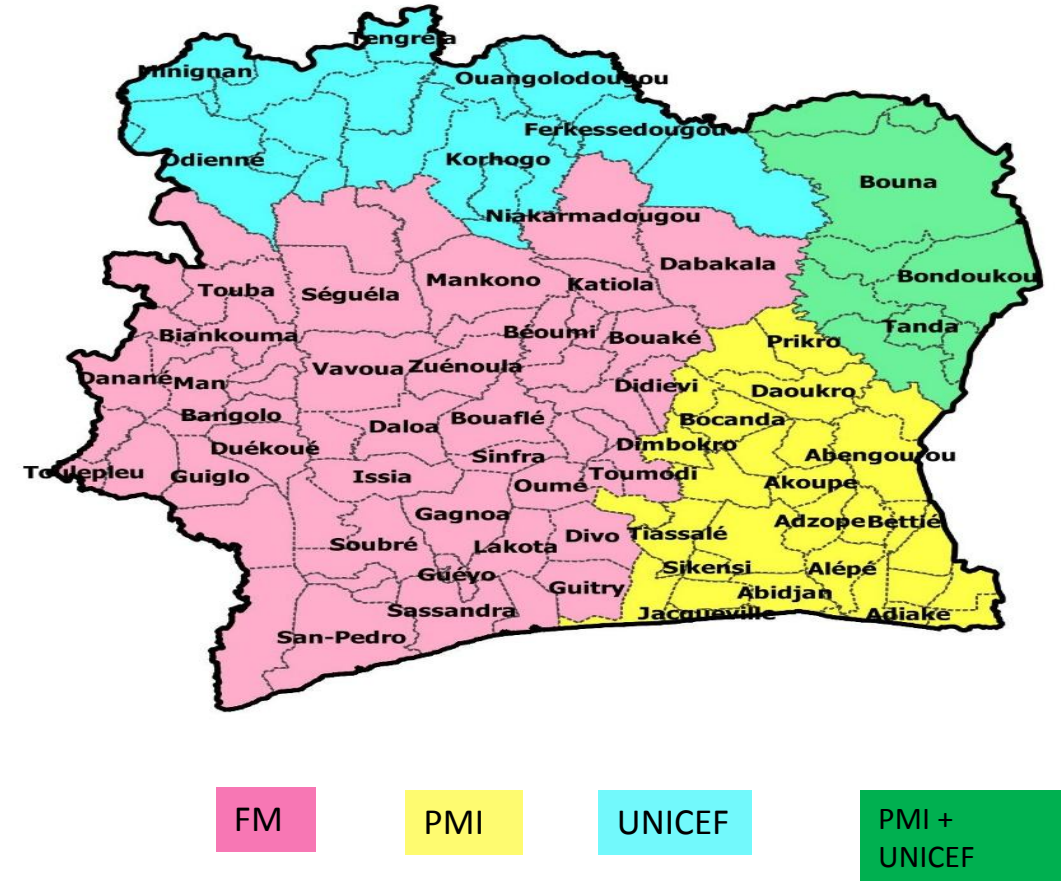 Tengrela
Minignan
Ouangolodougou
Ferkessedougou
Odienné
Korhogo
Bouna
Niakarmadougou
Dabakala
Bondoukou
Katiola
Mankono
Touba
Séguéla
Tanda
Biankouma
Béoumi
Bouaké
Prikro
Vavoua
Zuénoula
Danané
Man
Didievi
Daoukro
Bangolo
Bouaflé
Bocanda
Daloa
Duékoué
Dimbokro
Sinfra
Abengourou
Toulepleu
Guiglo
Issia
Toumodi
Oumé
Akoupe
Gagnoa
Adzope
Bettié
Divo
Tiassalé
Soubré
Lakota
Sikensi
Alépé
Guéyo
Guitry
Abidjan
Sassandra
Jacqueville
Adiake
San-Pedro
FM
PMI
UNICEF
PMI +
UNICEF